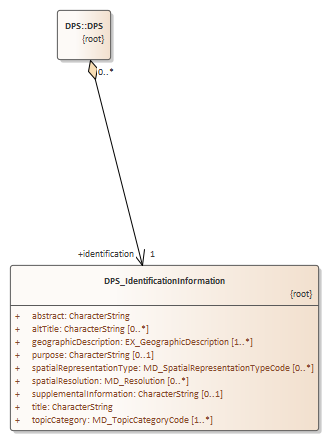 DPS::DPS
{root}
0..*
+identification 1
DPS_IdentificationInformation
{root}
+ abstract: CharacterString
+ altTitle: CharacterString [0..*]
+ geographicDescription: EX_GeographicDescription [1..*]
+ purpose: CharacterString [0..1]
+ spatialRepresentationType: MD_SpatialRepresentationTypeCode [0..*]
+ spatialResolution: MD_Resolution [0..*]
+ supplementalInformation: CharacterString [0..1]
+ title: CharacterString
+ topicCategory: MD_TopicCategoryCode [1..*]